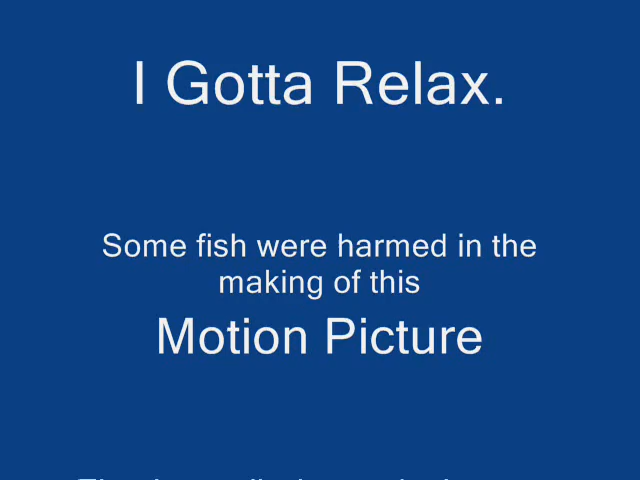 I Gotta Relax.
Some fish were harmed in the
making of this
Motion Picture